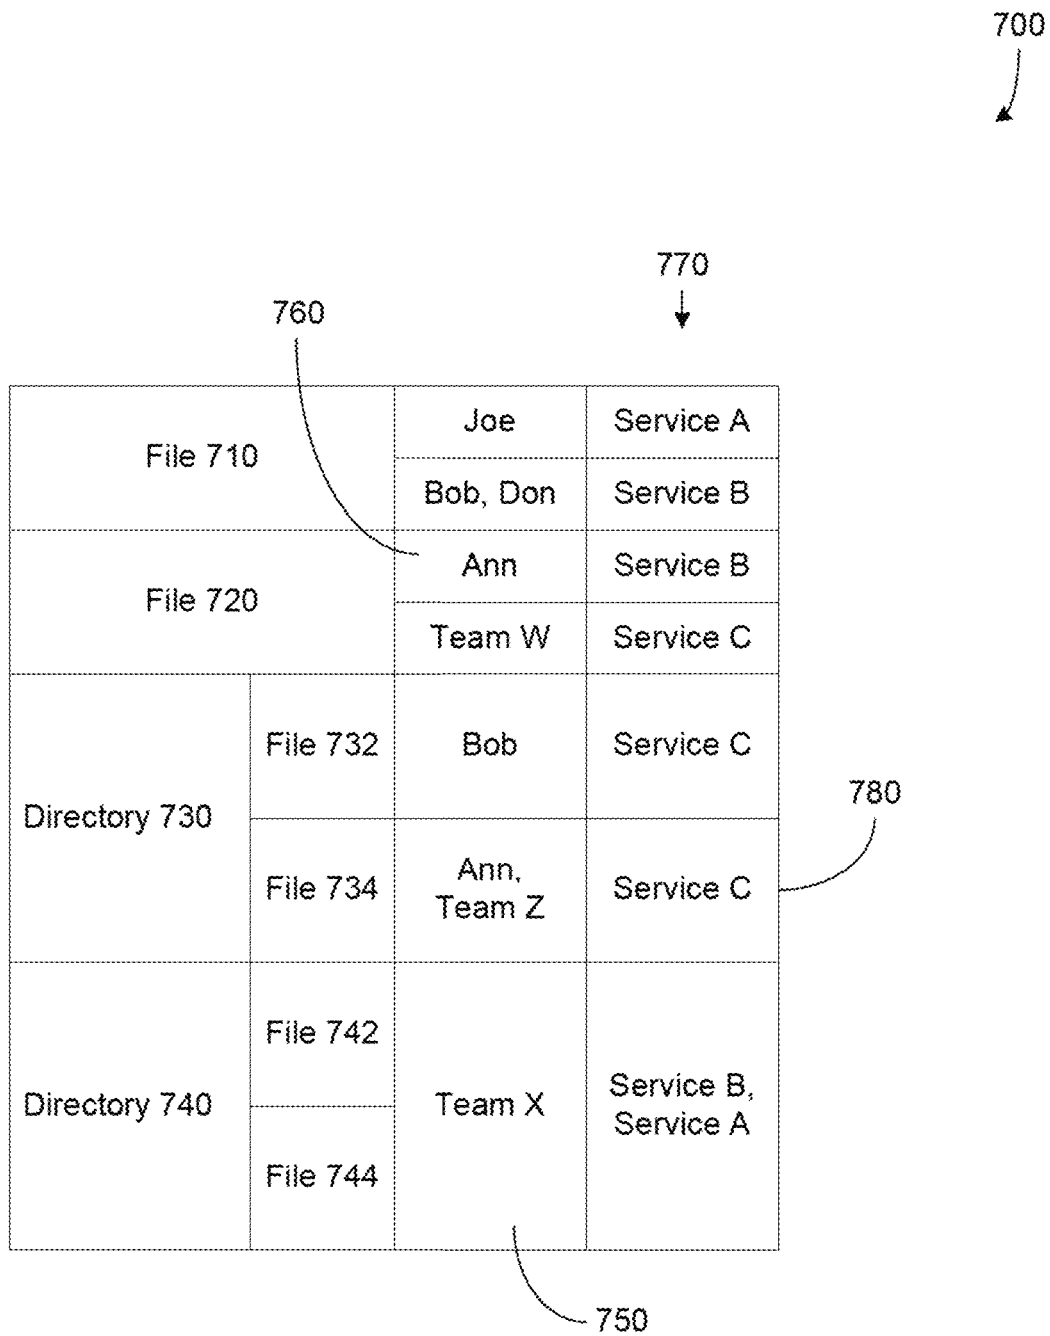 700
770
760
File 710
Joe
Service A
Bob, Don
Service B
File 720
Ann
Service B
Team W
Service C
Directory 730
File 732
Bob
Service C
780
File 734
Ann,
Team Z
Service C
Directory 740
File 742
File 744
Team X
Service B,
Service A
750